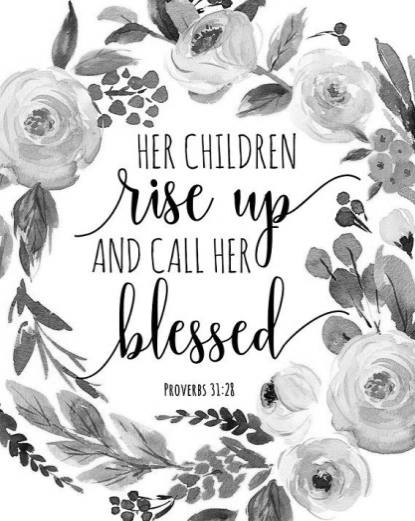 HER CHILDREN
rise up
AND CALL HER
blessed
PROVERBS 31:28